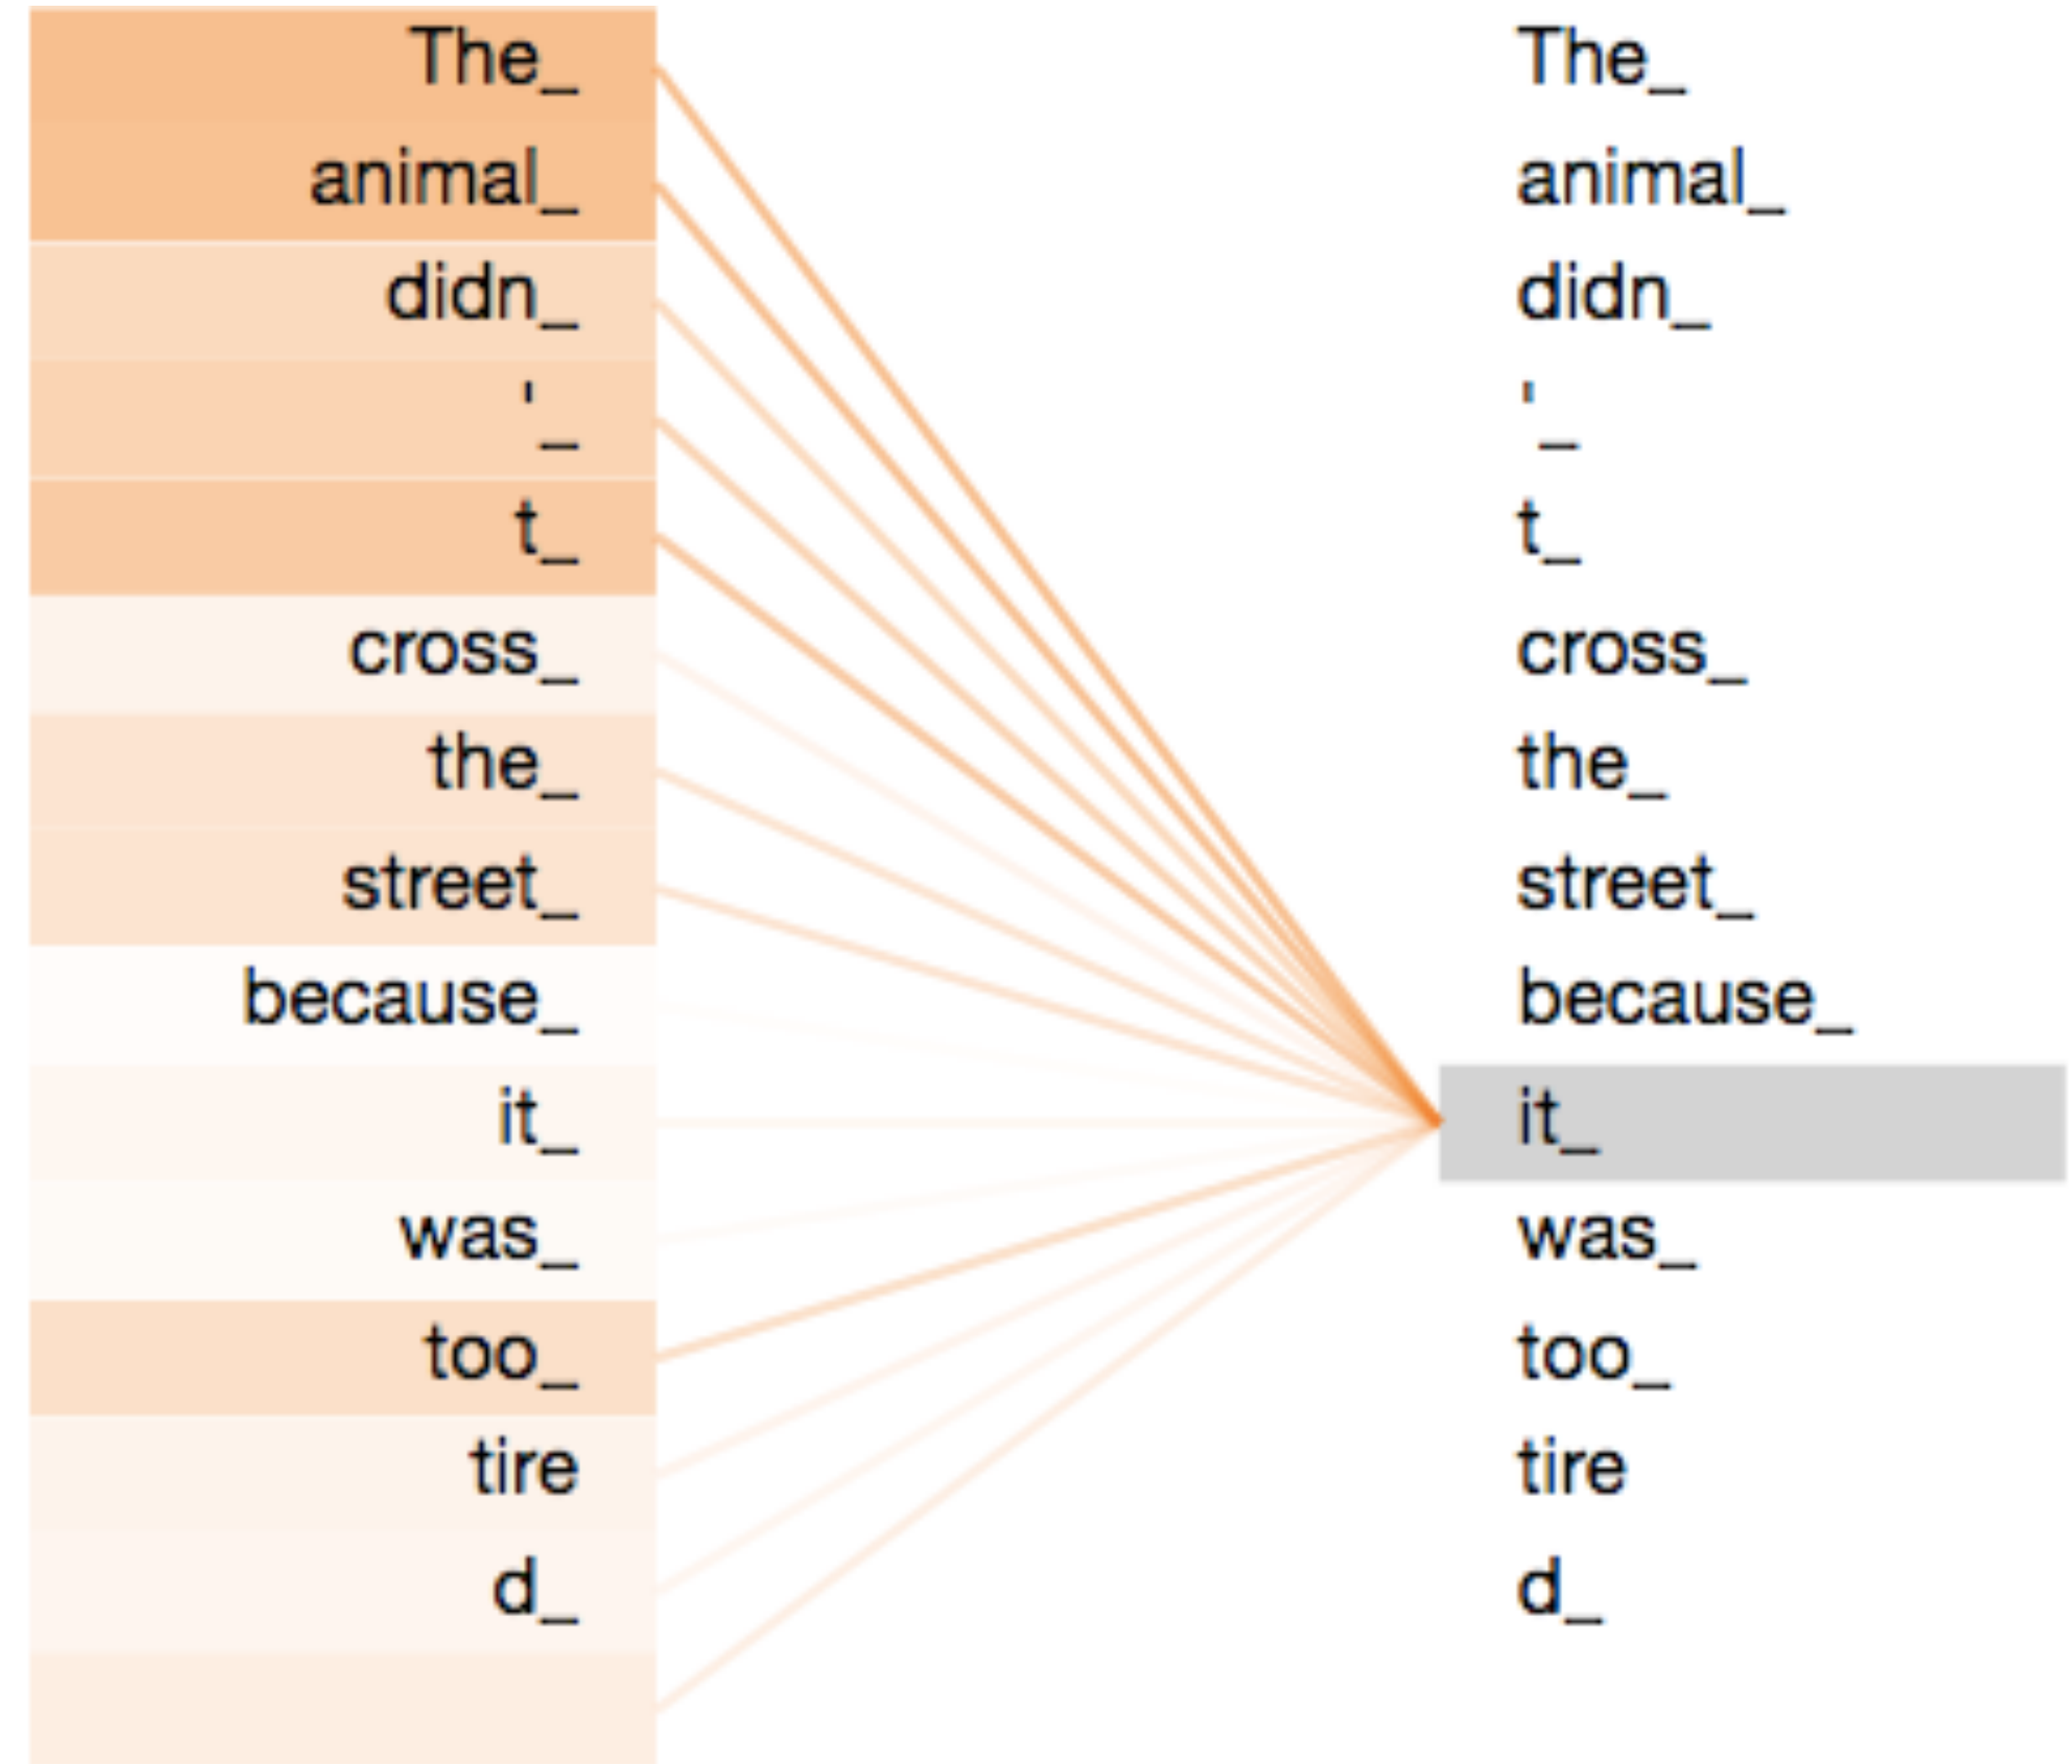 The_ The_
animal_ animal_
didn_ didn_
'_ '_
t_ t_
cross_ cross_
the_ the_
street_ street_
because_ because_
it_ it_
was_ was_
too_ too_
tire tire
d_ d_